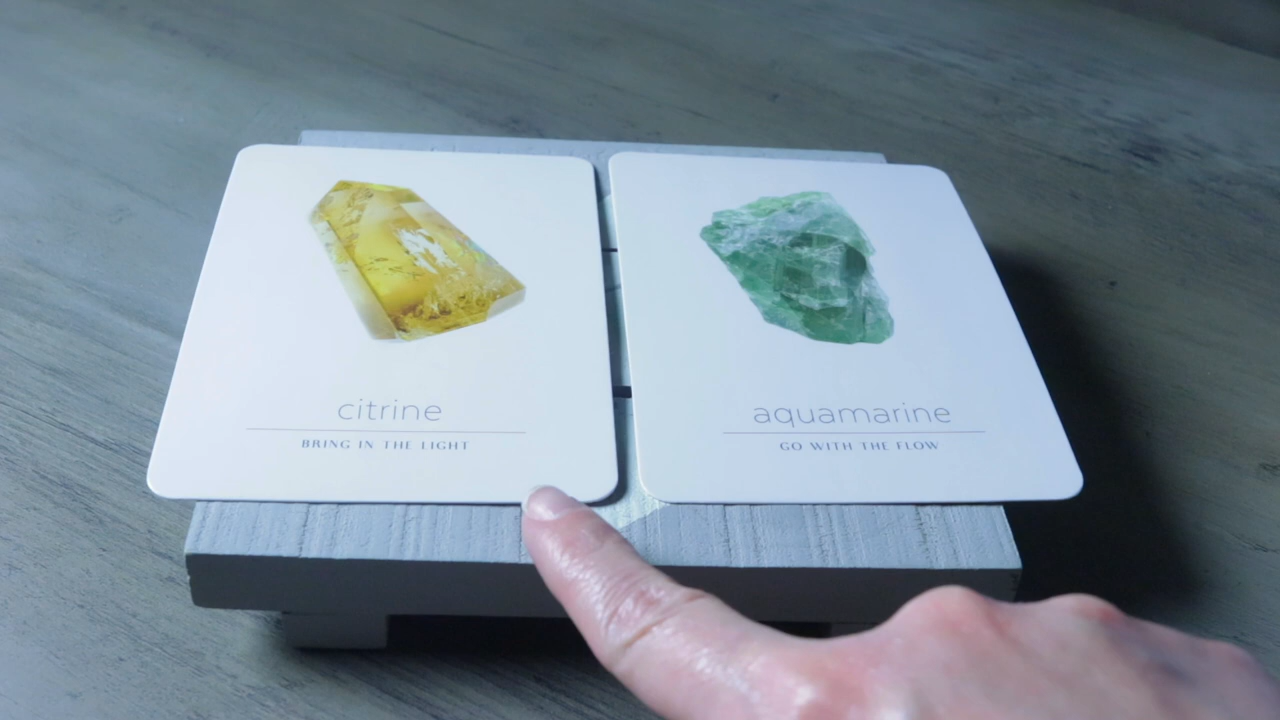 citrine
BRING IN THE LIGHT
aquamarine
GO WITH THE FLOW